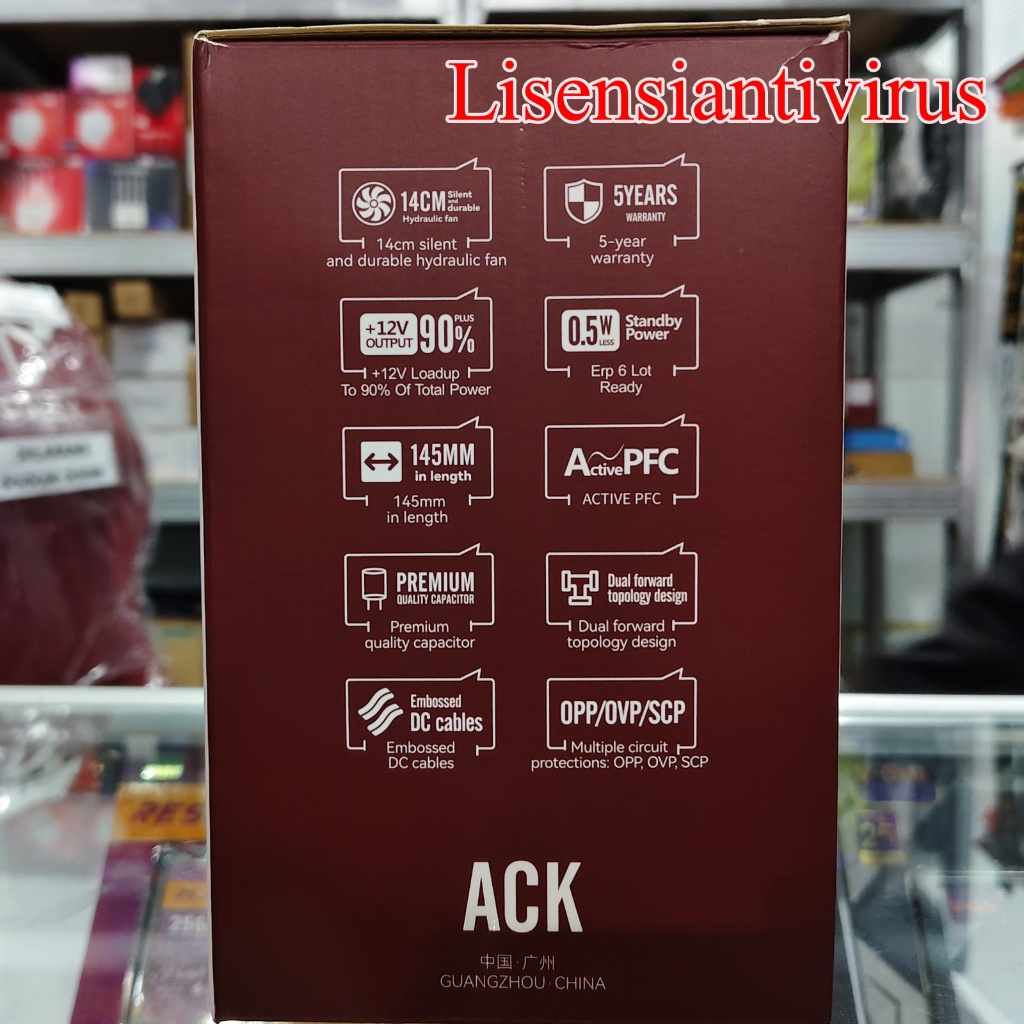 Lisensiantivirus
14CM Silent and durable
Hydraulic fan
14cm silent
and durable hydraulic fan
5YEARS
WARRANTY
5-year
warranty
+12V
OUTPUT
90%
PLUS
+12V Loadup
To 90% Of Total Power
0.5W
LESS
Standby
Power
Erp 6 Lot
Ready
145MM
in length
145mm
in length
ActivePFC
ACTIVE PFC
PREMIUM
QUALITY CAPACITOR
Premium
quality capacitor
Dual forward
topology design
Dual forward
topology design
Embossed
DC cables
Embossed
DC cables
OPP/OVP/SCP
Multiple circuit
protections: OPP, OVP, SCP
ACK
中国·广州
GUANGZHOU·CHINA
RES
256
25